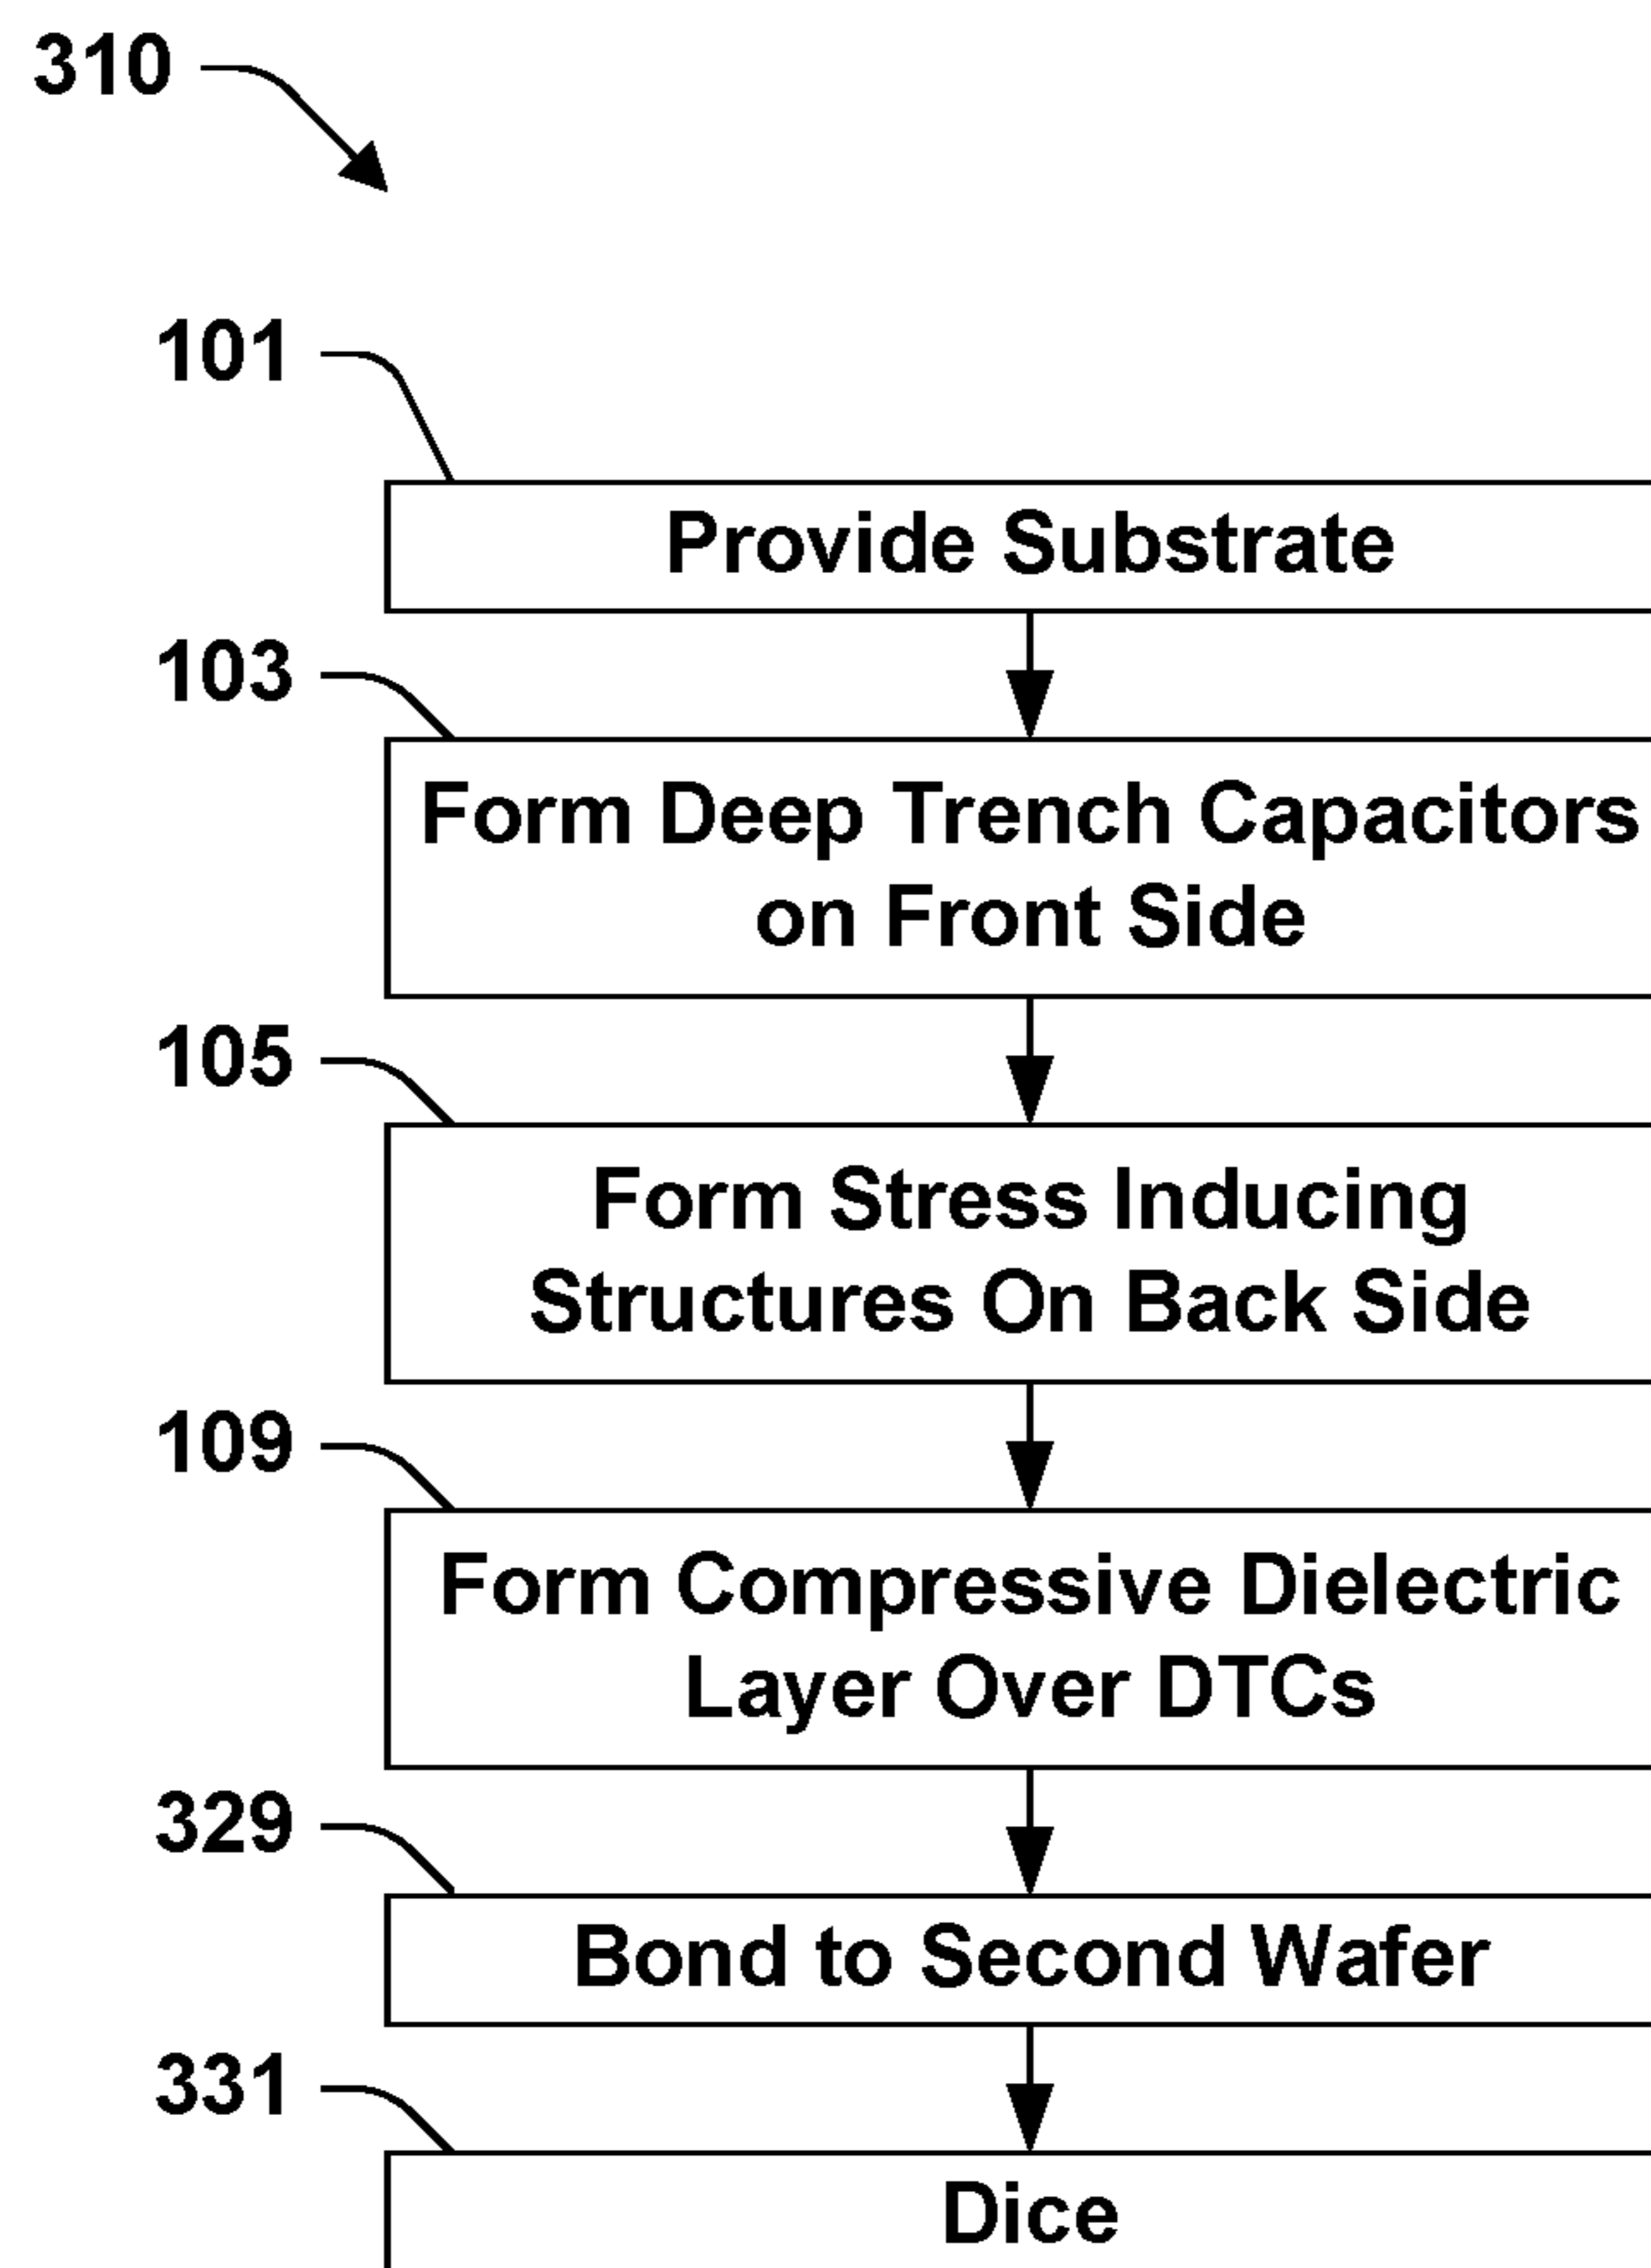 310
101
Provide Substrate
103
Form Deep Trench Capacitors
on Front Side
105
Form Stress Inducing
Structures On Back Side
109
Form Compressive Dielectric
Layer Over DTCs
329
Bond to Second Wafer
331
Dice